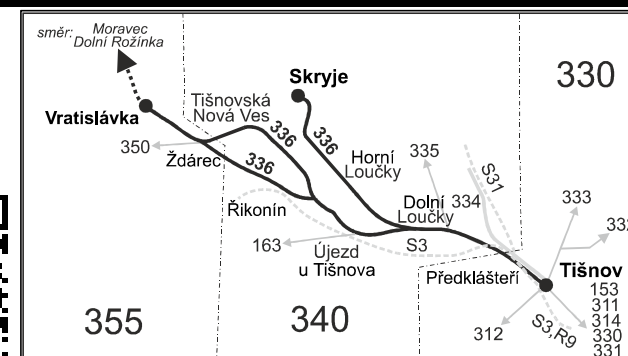 směr: Moravec
Dolní Rožínka
330
Skryje
Tišnovská
Nová Ves
Vratislávka
336
336
350
Ždárec
336
Horní
Loučky
335
S31
Řikonín
Dolní
Loučky
334
333
163
Újezd
u Tišnova
S3
332
Předklášteří
Tišnov
153
311
314
330
331
355
340
312
S3,R9